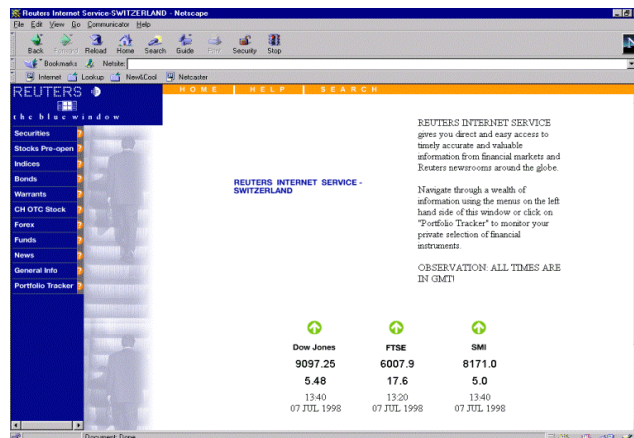 Reuters Internet Service-SWITZERLAND - Netscape
File Edit View Go Communicator Help
Back Forward Reload Home Search Guide Print Security Stop
Bookmarks Netsite:
Internet Lookup New&Cool Netcaster
REUTERS
the blue window
HOME HELP SEARCH
Securities
Stocks Pre-open
Indices
Bonds
Warrants
CH OTC Stock
Forex
Funds
News
General Info
Portfolio Tracker
REUTERS INTERNET SERVICE -
SWITZERLAND
REUTERS INTERNET SERVICE
gives you direct and easy access to
timely accurate and valuable
information from financial markets and
Reuters newsrooms around the globe.
Navigate through a wealth of
information using the menus on the left
hand side of this window or click on
"Portfolio Tracker" to monitor your
private selection of financial
instruments.
OBSERVATION: ALL TIMES ARE
IN GMT!
Dow Jones FTSE SMI
9097.25 6007.9 8171.0
5.48 17.6 5.0
13:40 13:20 13:40
07 JUL 1998 07 JUL 1998 07 JUL 1998
Document: Done